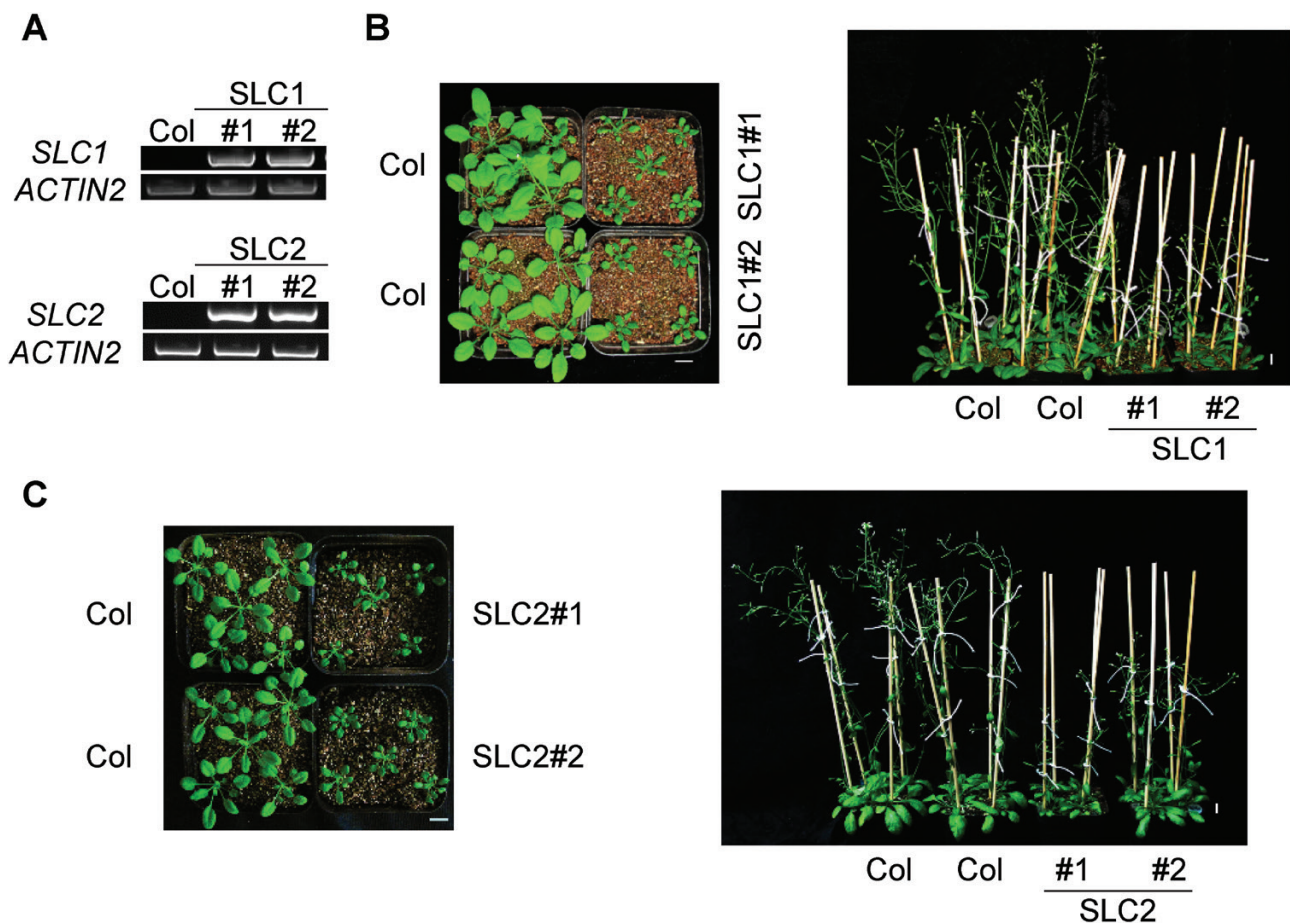 A
SLC1
Col #1 #2
SLC1
ACTIN2
SLC2
Col #1 #2
SLC2
ACTIN2
B
Col
Col
SLC1#1
SLC1#2
Col Col #1 #2
SLC1
C
Col
Col
SLC2#1
SLC2#2
Col Col #1 #2
SLC2